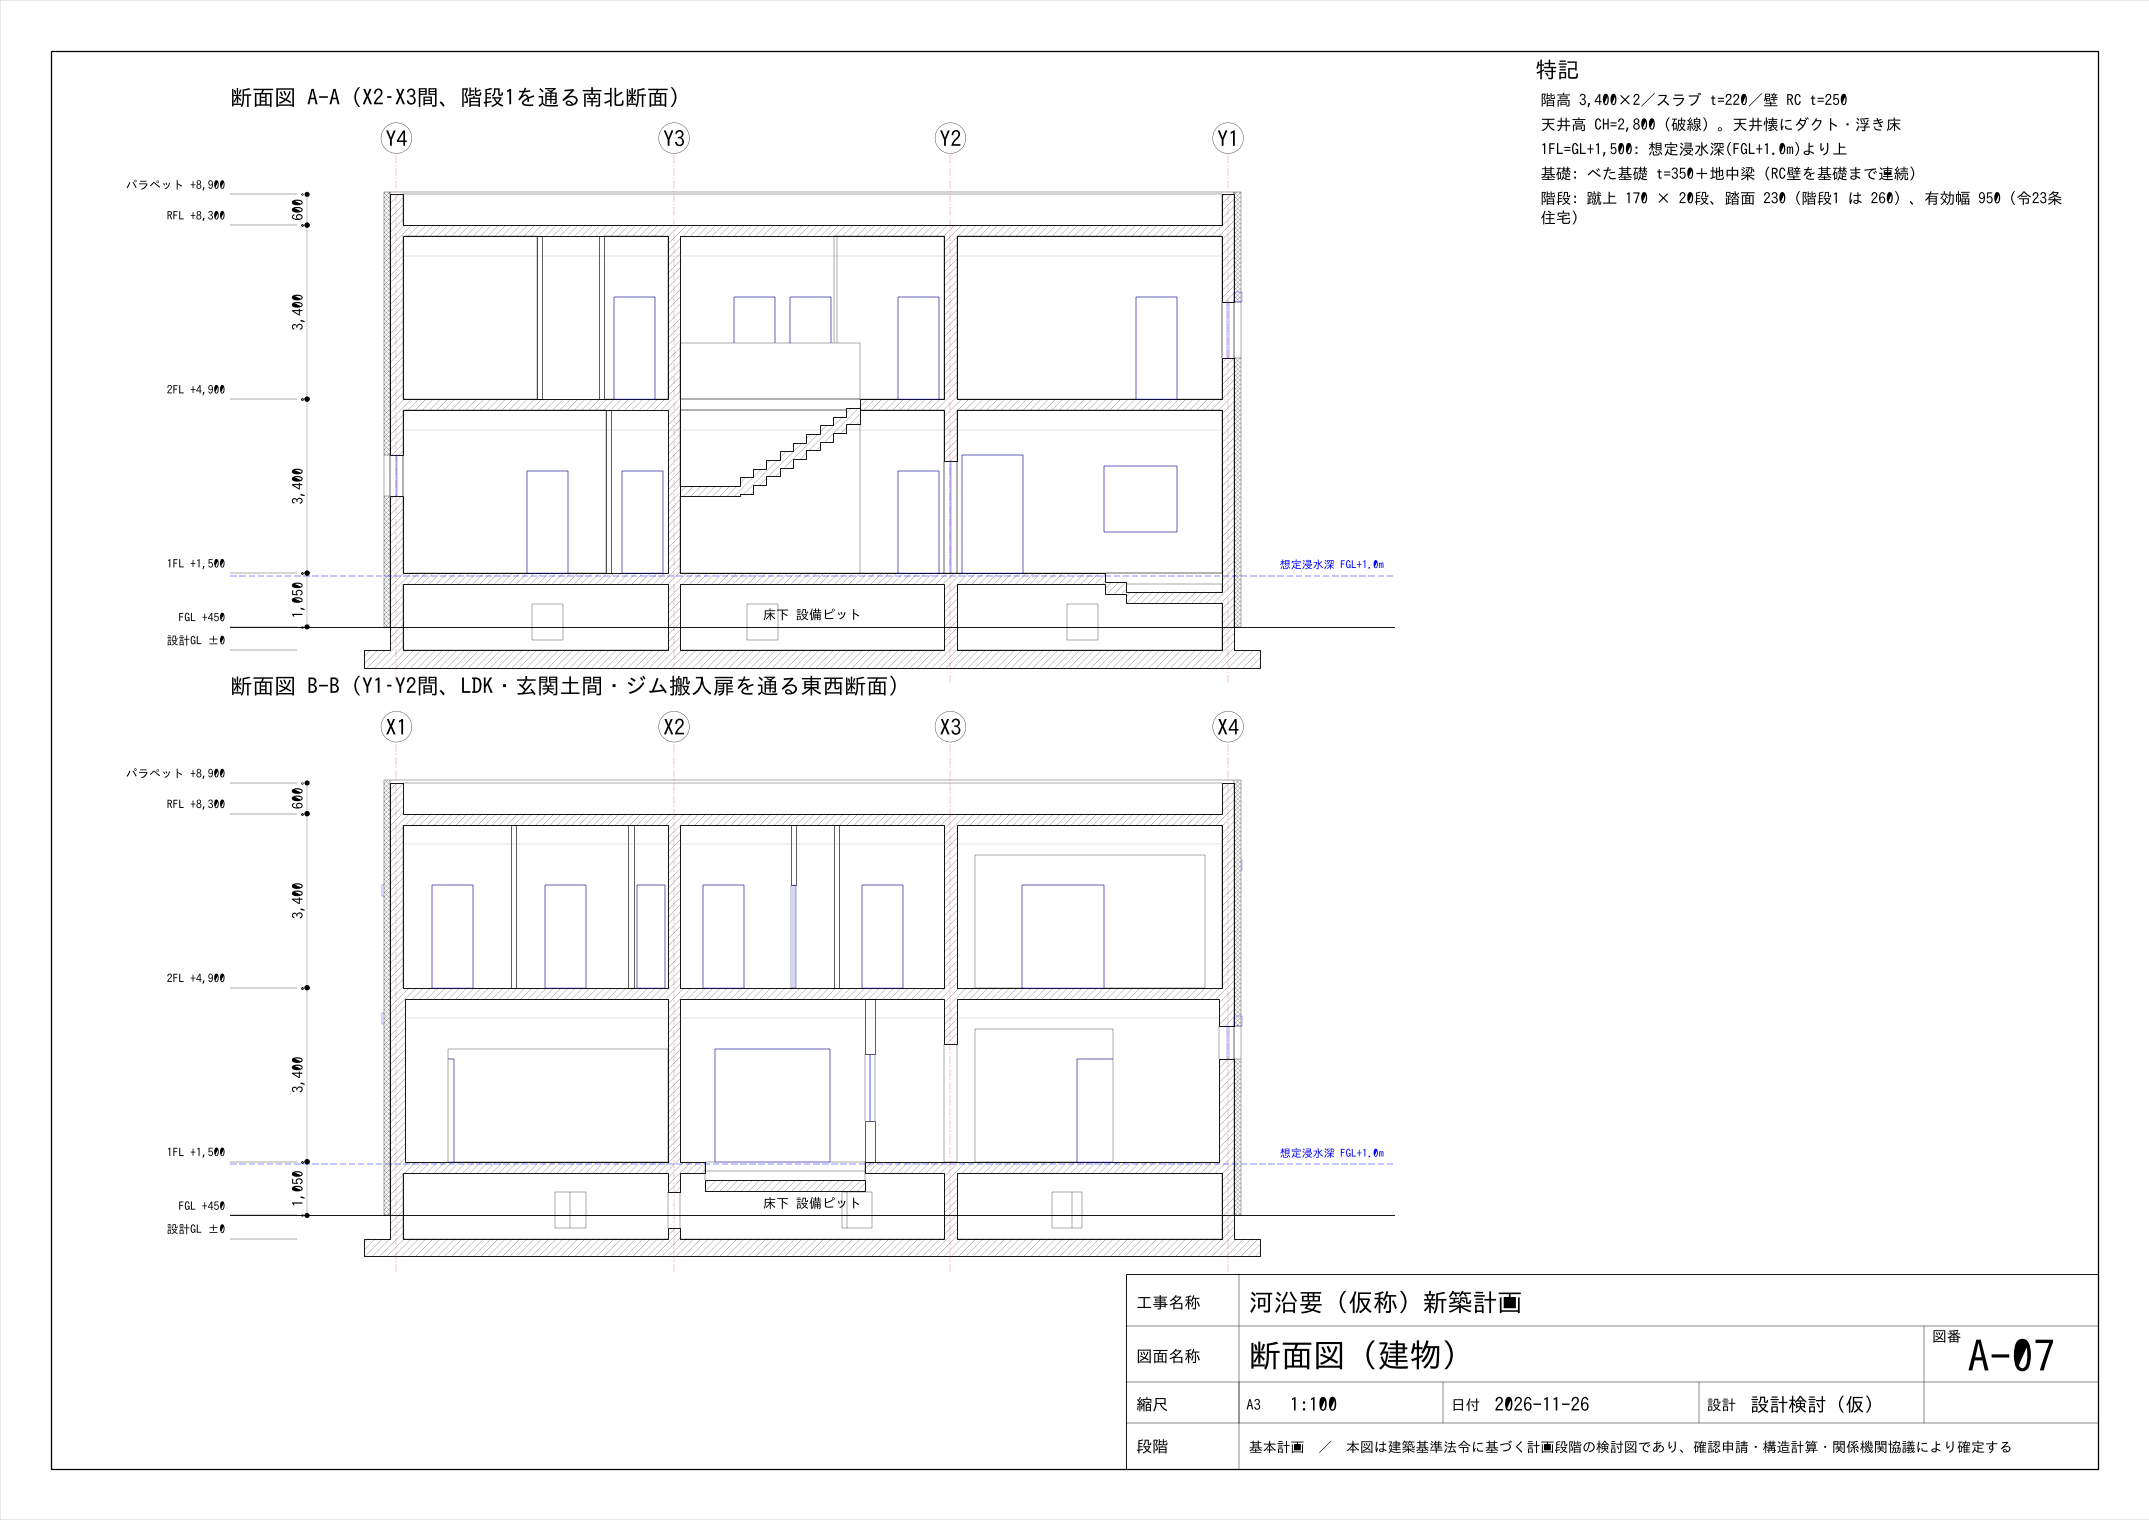 特記
階高 3,400×2／スラブ t=220／壁 RC t=250
天井高 CH=2,800（破線）。天井懐にダクト・浮き床
1FL=GL+1,500: 想定浸水深(FGL+1.0m)より上
基礎: べた基礎 t=350＋地中梁（RC壁を基礎まで連続）
階段: 蹴上 170 × 20段、踏面 230（階段1 は 260）、有効幅 950（令23条
住宅）
断面図 A-A（X2-X3間、階段1を通る南北断面）
Y4 Y3 Y2 Y1
パラペット +8,900
600
RFL +8,300
3,400
2FL +4,900
3,400
1FL +1,500
想定浸水深 FGL+1.0m
1,050
床下 設備ピット
FGL +450
設計GL ±0
断面図 B-B（Y1-Y2間、LDK・玄関土間・ジム搬入扉を通る東西断面）
X1 X2 X3 X4
パラペット +8,900
600
RFL +8,300
3,400
2FL +4,900
3,400
1FL +1,500
想定浸水深 FGL+1.0m
1,050
床下 設備ピット
FGL +450
設計GL ±0
工事名称 河沿要（仮称）新築計画
図面名称 断面図（建物） 図番 A-07
縮尺 A3 1:100 日付 2026-11-26 設計 設計検討（仮）
段階 基本計画 ／ 本図は建築基準法令に基づく計画段階の検討図であり、確認申請・構造計算・関係機関協議により確定する